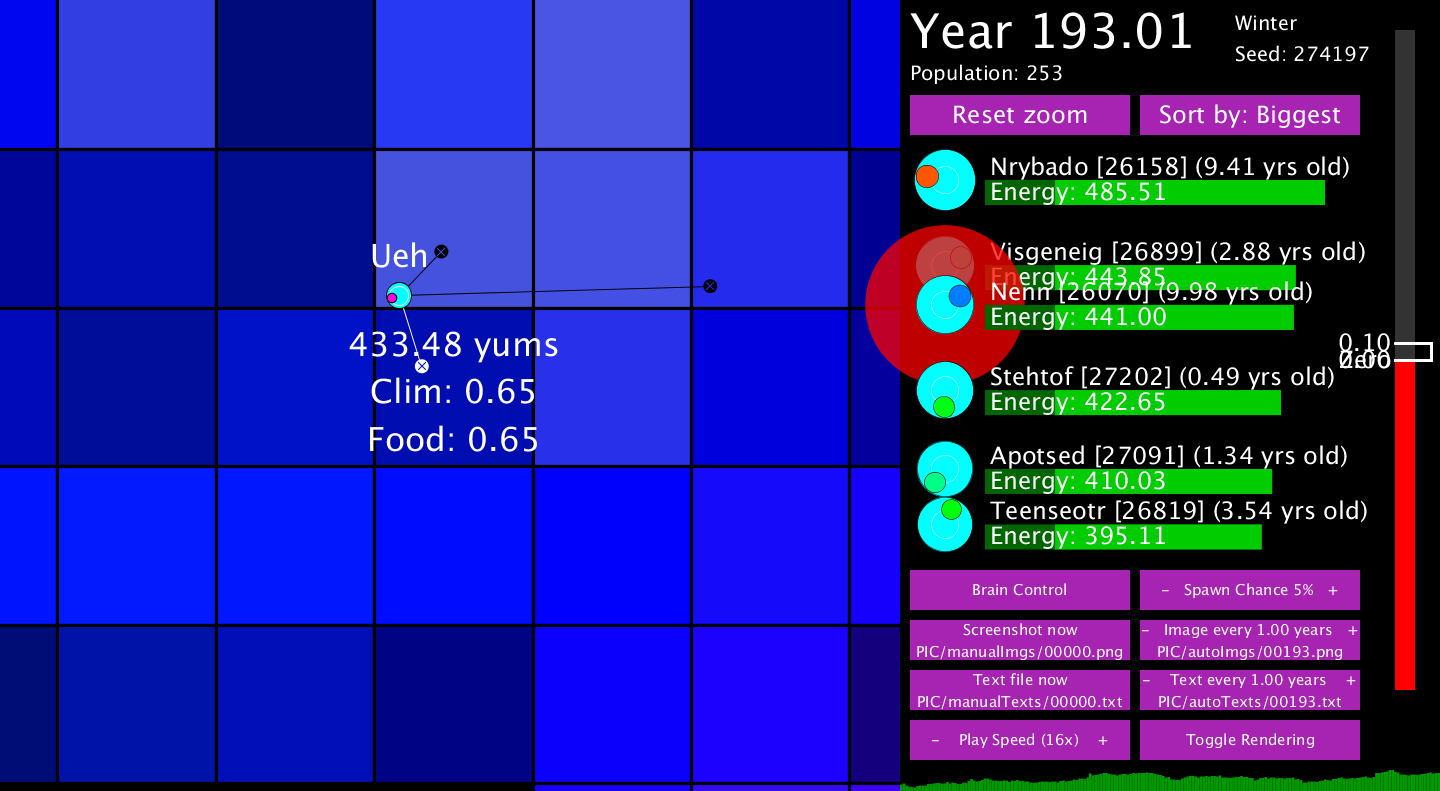 Year 193.01
Winter
Seed: 274197
Population: 253
Reset zoom
Sort by: Biggest
Nrybado [26158] (9.41 yrs old)
Energy: 485.51
Visgeneig [26899] (2.88 yrs old)
Energy: 443.85
Nenn [26070] (9.98 yrs old)
Energy: 441.00
Stehtof [27202] (0.49 yrs old)
Energy: 422.65
Apotsed [27091] (1.34 yrs old)
Energy: 410.03
Teenseotr [26819] (3.54 yrs old)
Energy: 395.11
Ueh
433.48 yums
Clim: 0.65
Food: 0.65
0.10
Brain Control
- Spawn Chance 5% +
Screenshot now
PIC/manualImgs/00000.png
- Image every 1.00 years +
PIC/autoImgs/00193.png
Text file now
PIC/manualTexts/00000.txt
- Text every 1.00 years +
PIC/autoTexts/00193.txt
- Play Speed (16x) +
Toggle Rendering